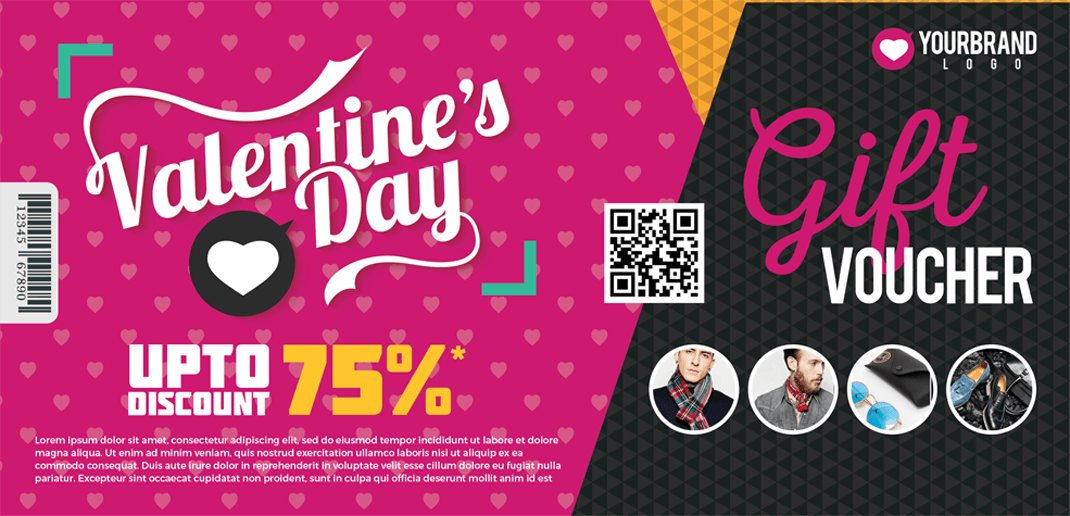 Valentine's
Day
12345 67890
UPTO
DISCOUNT
75%*
Lorem ipsum dolor sit amet, consectetur adipiscing elit, sed do eiusmod tempor incididunt ut labore et dolore
magna aliqua. Ut enim ad minim veniam, quis nostrud exercitation ullamco laboris nisi ut aliquip ex ea
commodo consequat. Duis aute irure dolor in reprehenderit in voluptate velit esse cillum dolore eu fugiat nulla
pariatur. Excepteur sint occaecat cupidatat non proident, sunt in culpa qui officia deserunt mollit anim id est
YOURBRAND
LOGO
Gift
VOUCHER